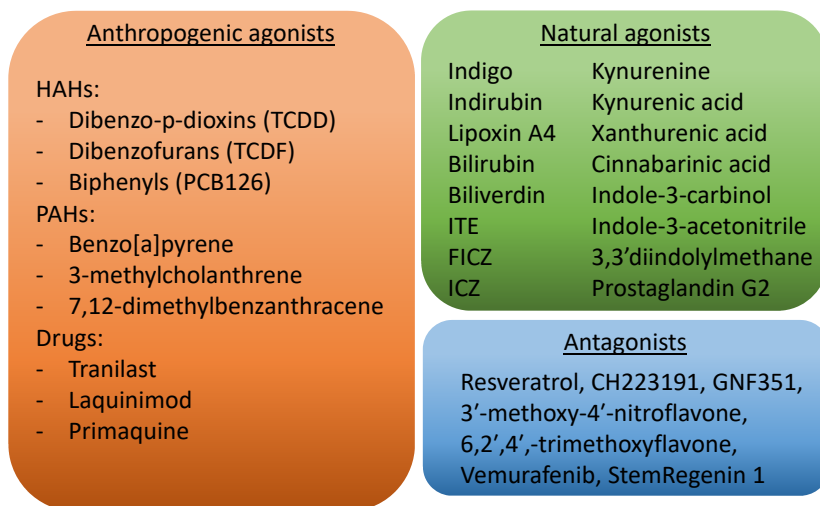 Anthropogenic agonists
HAHs:
- Dibenzo-p-dioxins (TCDD)
- Dibenzofurans (TCDF)
- Biphenyls (PCB126)
PAHs:
- Benzo[a]pyrene
- 3-methylcholanthrene
- 7,12-dimethylbenzanthracene
Drugs:
- Tranilast
- Laquinimod
- Primaquine
Natural agonists
Indigo Kynurenine
Indirubin Kynurenic acid
Lipoxin A4 Xanthurenic acid
Bilirubin Cinnabarinic acid
Biliverdin Indole-3-carbinol
ITE Indole-3-acetonitrile
FICZ 3,3’diindolylmethane
ICZ Prostaglandin G2
Antagonists
Resveratrol, CH223191, GNF351,
3′-methoxy-4′-nitroflavone,
6,2′,4′,-trimethoxyflavone,
Vemurafenib, StemRegenin 1